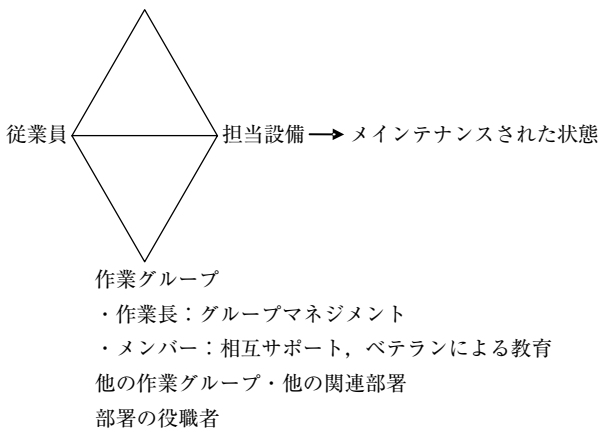 従業員
担当設備
メインテナンスされた状態
作業グループ
・作業長：グループマネジメント
・メンバー：相互サポート，ベテランによる教育
他の作業グループ・他の関連部署
部署の役職者